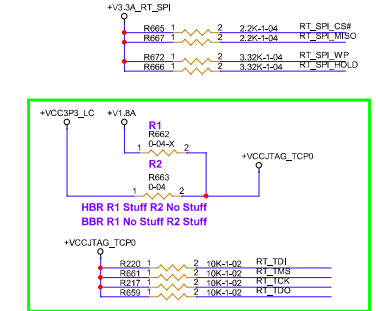 +V3.3A_RT_SPI
R665 1 2 2.2K-1-04 RT_SPI_CS#
R667 1 2 2.2K-1-04 RT_SPI_MISO
R672 1 2 3.32K-1-04 RT_SPI_WP
R666 1 2 3.32K-1-04 RT_SPI_HOLD
+VCC3P3_LC +V1.8A
R1
R662
1 0-04-X 2
R2
+VCCJTAG_TCP0
R663
1 0-04 2
HBR R1 Stuff R2 No Stuff
BBR R1 No Stuff R2 Stuff
+VCCJTAG_TCP0
R220 1 2 10K-1-02 RT_TDI
R661 1 2 10K-1-02 RT_TMS
R217 1 2 10K-1-02 RT_TCK
R659 1 2 10K-1-02 RT_TDO